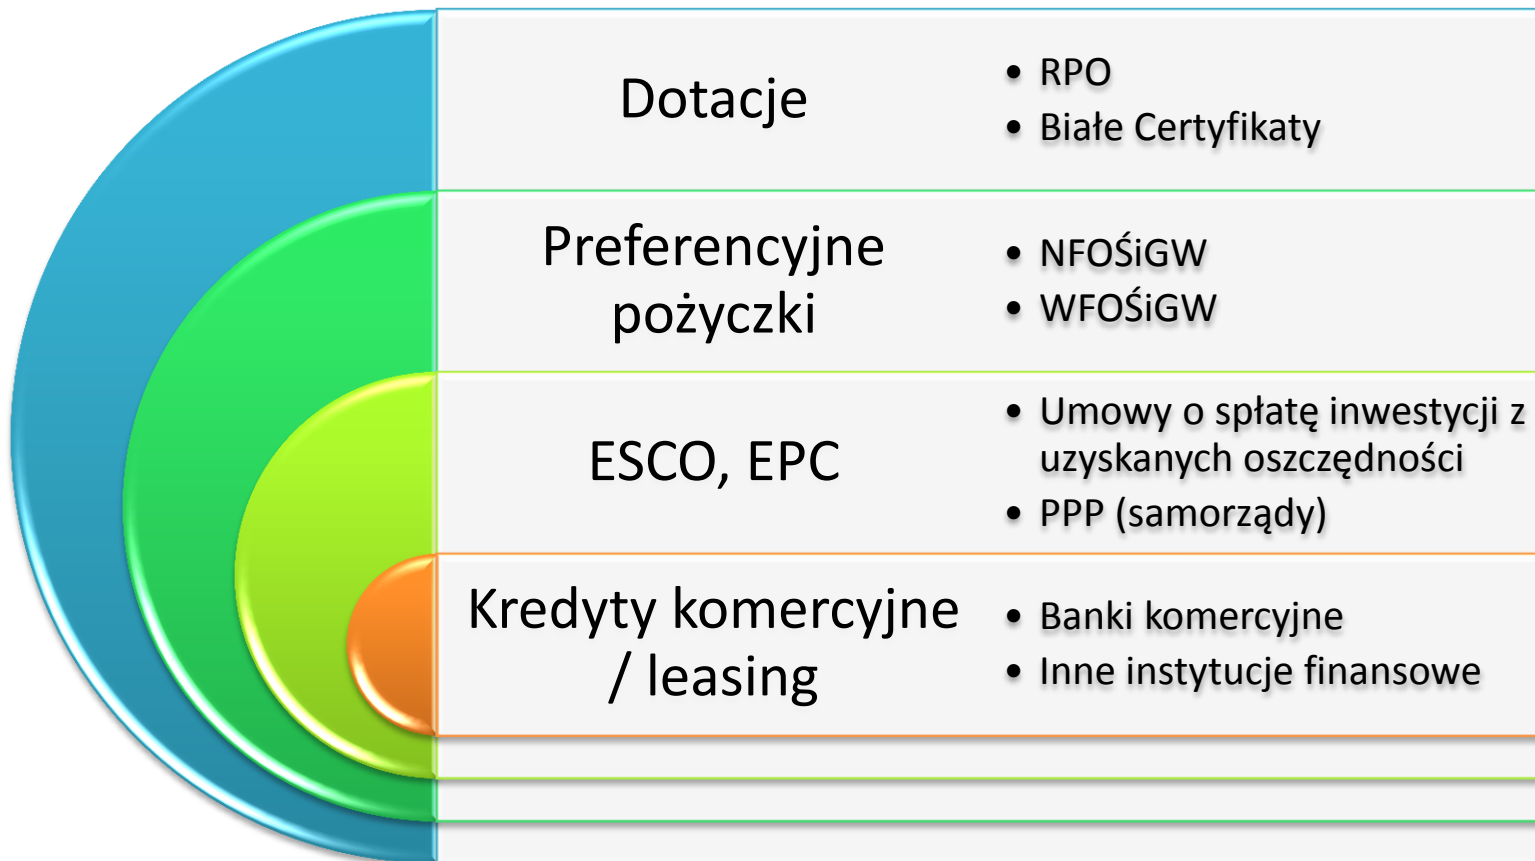 Dotacje
• RPO
• Białe Certyfikaty
Preferencyjne
pożyczki
• NFOŚiGW
• WFOŚiGW
ESCO, EPC
• Umowy o spłatę inwestycji z
uzyskanych oszczędności
• PPP (samorządy)
Kredyty komercyjne
/ leasing
• Banki komercyjne
• Inne instytucje finansowe